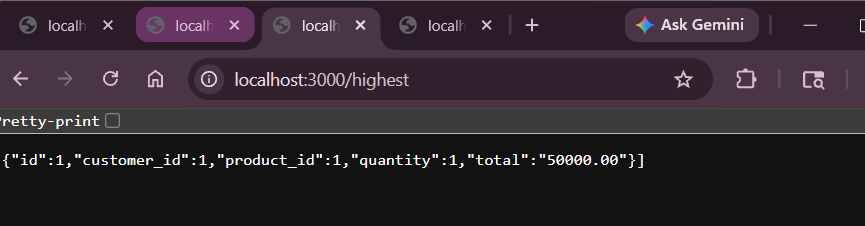 localh
localh
localh
localh
Ask Gemini
localhost:3000/highest
Pretty-print
{"id":1,"customer_id":1,"product_id":1,"quantity":1,"total":"50000.00"}]